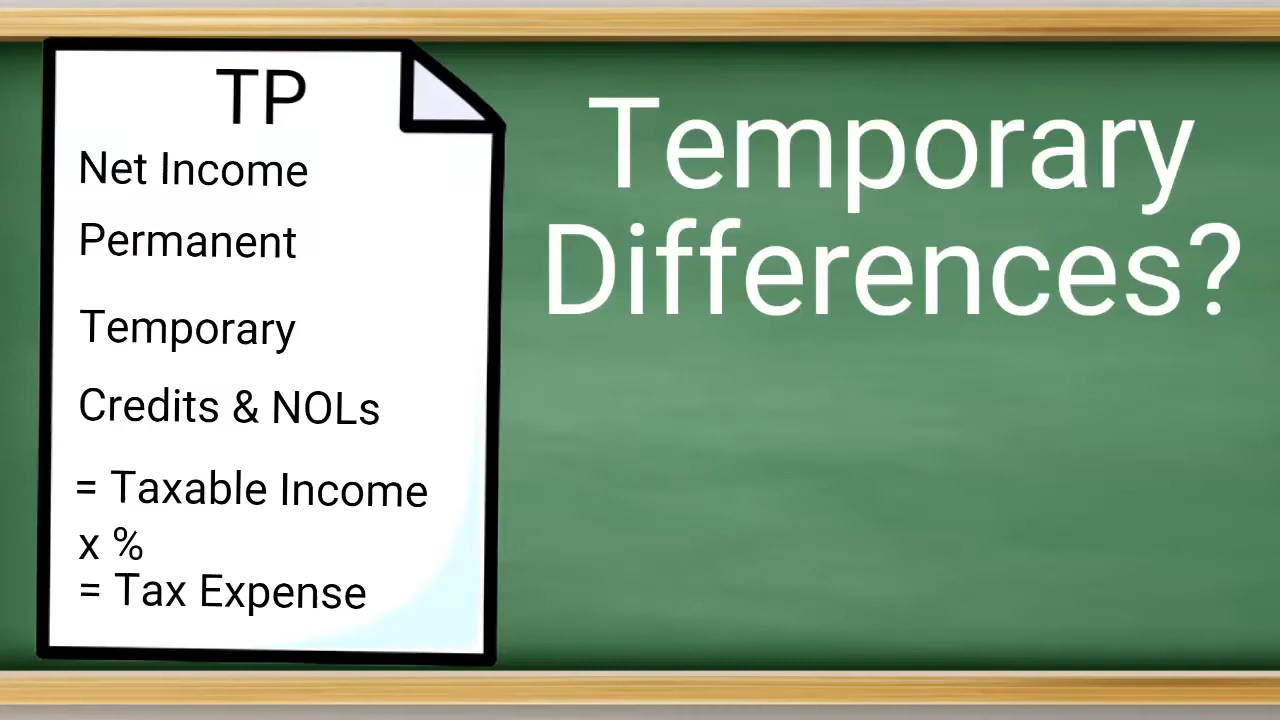 TP
Net Income
Permanent
Temporary
Credits & NOLs
= Taxable Income
x %
= Tax Expense
Temporary
Differences?